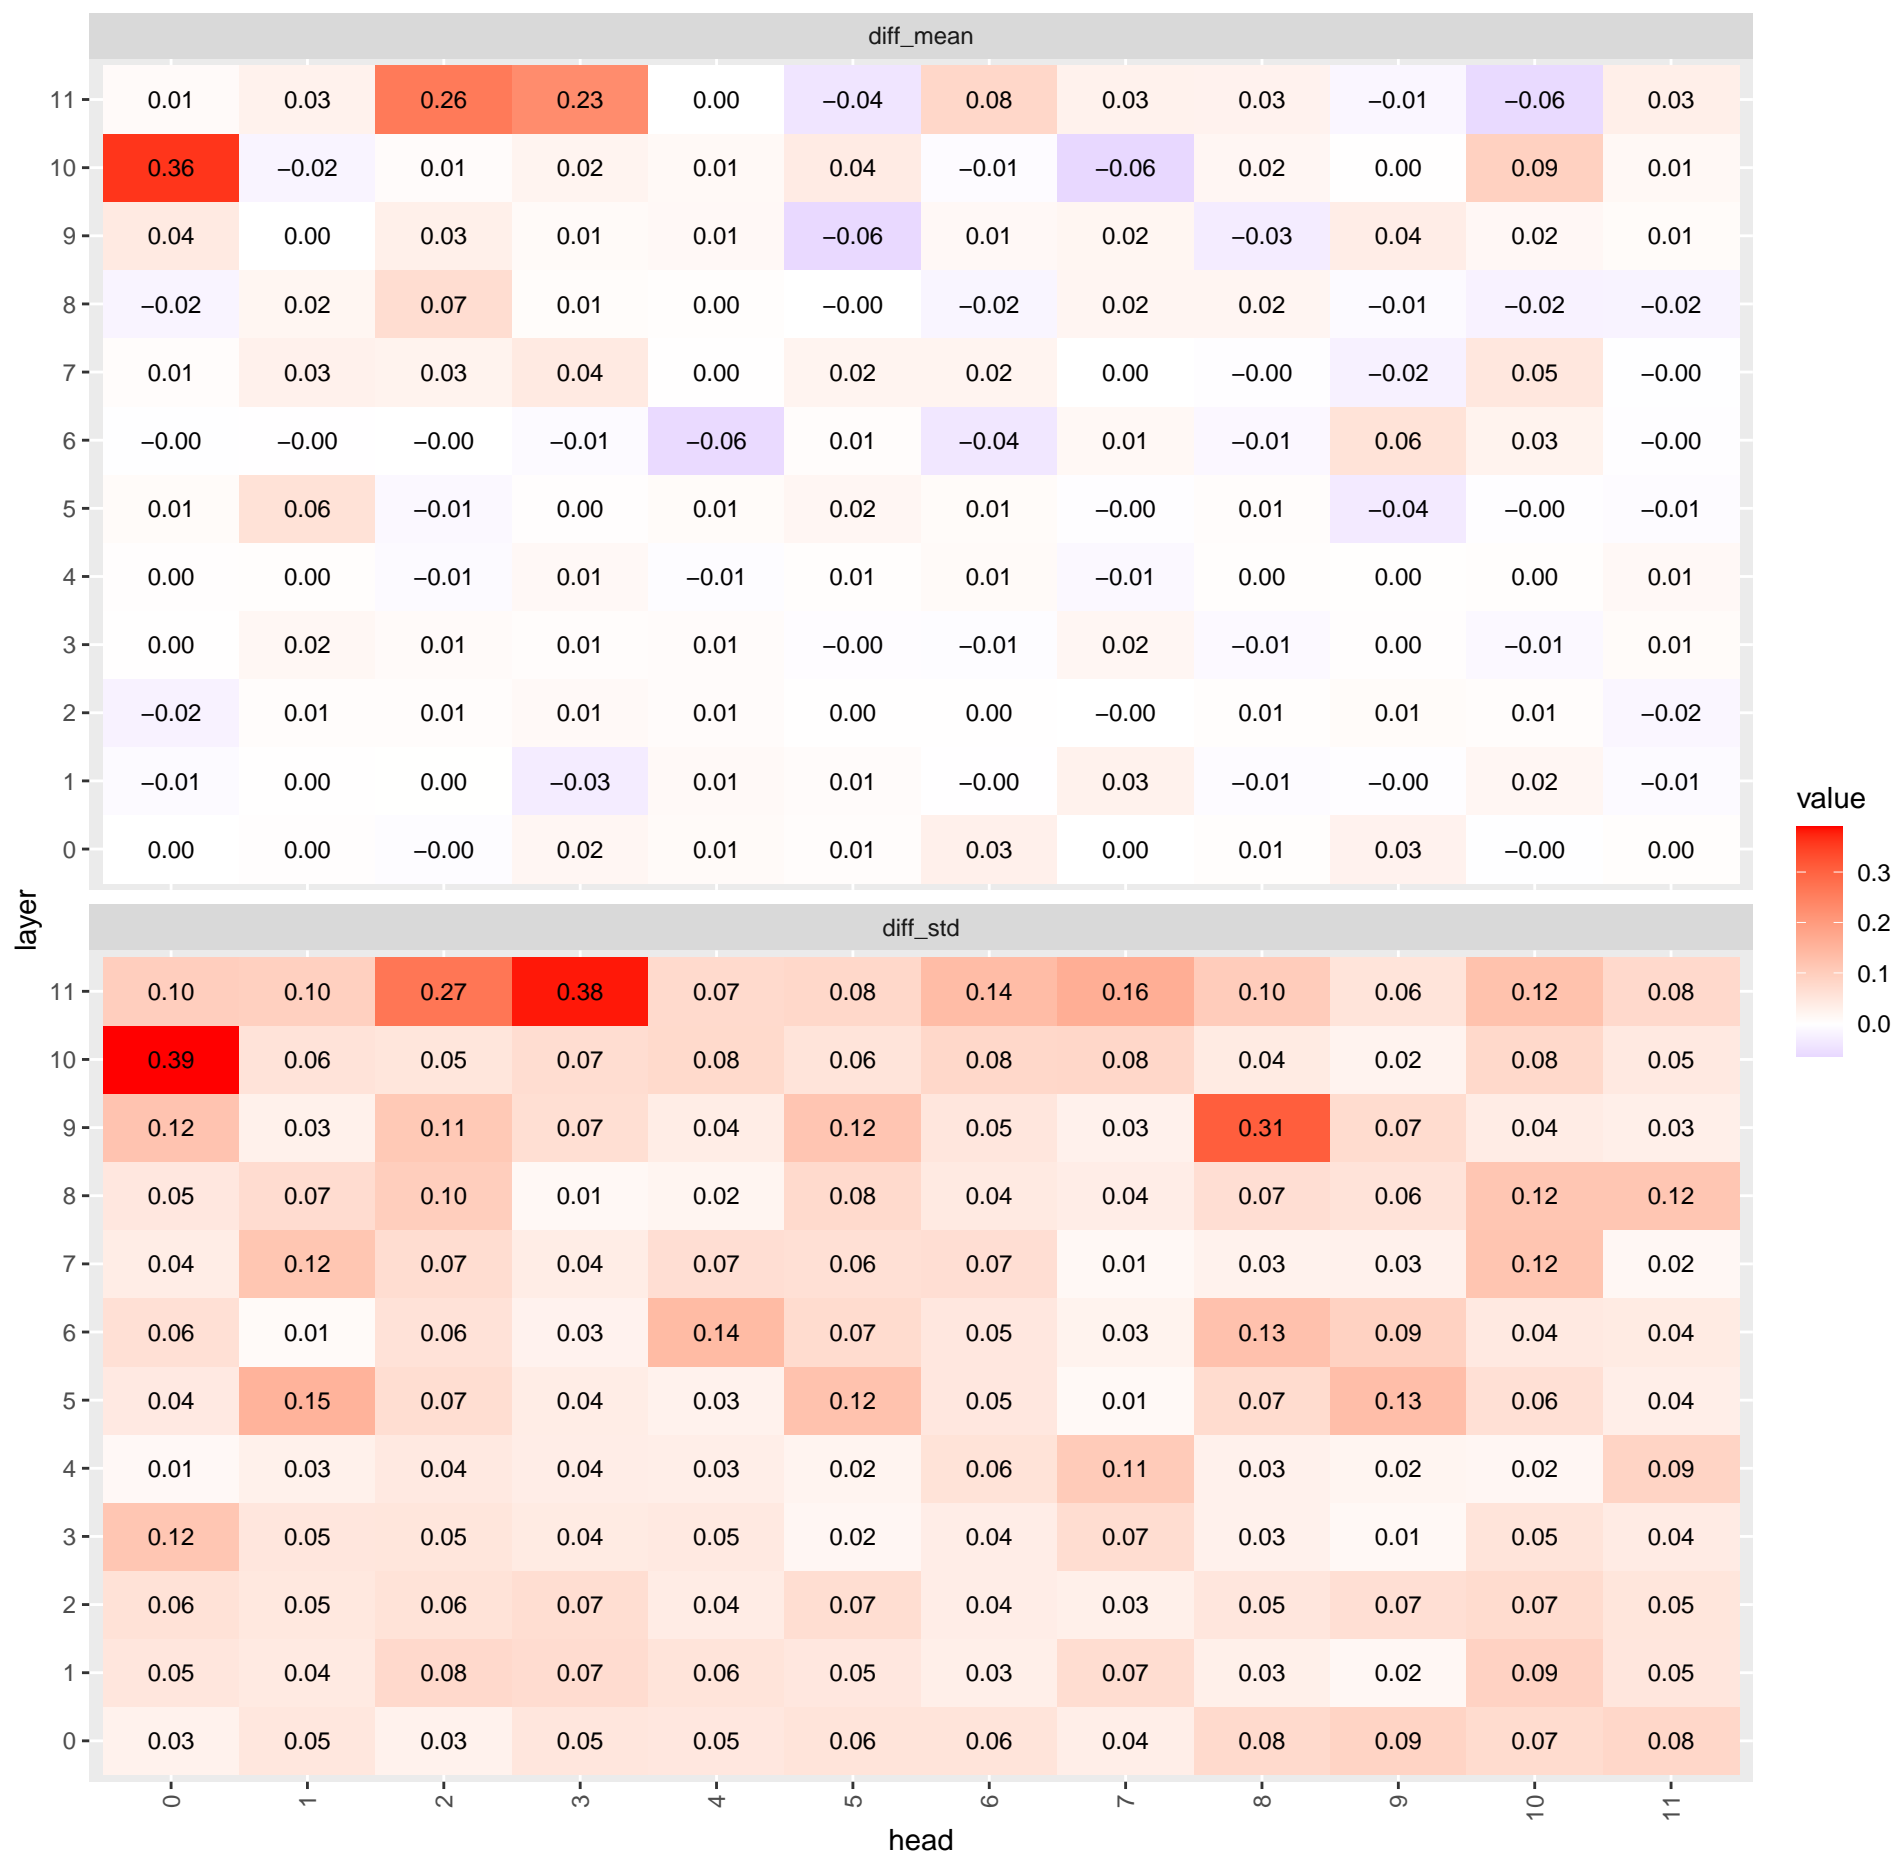 diff_mean
11 0.01 0.03 0.26 0.23 0.00 −0.04 0.08 0.03 0.03 −0.01 −0.06 0.03
10 0.36 −0.02 0.01 0.02 0.01 0.04 −0.01 −0.06 0.02 0.00 0.09 0.01
9 0.04 0.00 0.03 0.01 0.01 −0.06 0.01 0.02 −0.03 0.04 0.02 0.01
8 −0.02 0.02 0.07 0.01 0.00 −0.00 −0.02 0.02 0.02 −0.01 −0.02 −0.02
7 0.01 0.03 0.03 0.04 0.00 0.02 0.02 0.00 −0.00 −0.02 0.05 −0.00
6 −0.00 −0.00 −0.00 −0.01 −0.06 0.01 −0.04 0.01 −0.01 0.06 0.03 −0.00
5 0.01 0.06 −0.01 0.00 0.01 0.02 0.01 −0.00 0.01 −0.04 −0.00 −0.01
4 0.00 0.00 −0.01 0.01 −0.01 0.01 0.01 −0.01 0.00 0.00 0.00 0.01
3 0.00 0.02 0.01 0.01 0.01 −0.00 −0.01 0.02 −0.01 0.00 −0.01 0.01
2 −0.02 0.01 0.01 0.01 0.01 0.00 0.00 −0.00 0.01 0.01 0.01 −0.02
1 −0.01 0.00 0.00 −0.03 0.01 0.01 −0.00 0.03 −0.01 −0.00 0.02 −0.01
0 0.00 0.00 −0.00 0.02 0.01 0.01 0.03 0.00 0.01 0.03 −0.00 0.00
layer
diff_std
11 0.10 0.10 0.27 0.38 0.07 0.08 0.14 0.16 0.10 0.06 0.12 0.08
10 0.39 0.06 0.05 0.07 0.08 0.06 0.08 0.08 0.04 0.02 0.08 0.05
9 0.12 0.03 0.11 0.07 0.04 0.12 0.05 0.03 0.31 0.07 0.04 0.03
8 0.05 0.07 0.10 0.01 0.02 0.08 0.04 0.04 0.07 0.06 0.12 0.12
7 0.04 0.12 0.07 0.04 0.07 0.06 0.07 0.01 0.03 0.03 0.12 0.02
6 0.06 0.01 0.06 0.03 0.14 0.07 0.05 0.03 0.13 0.09 0.04 0.04
5 0.04 0.15 0.07 0.04 0.03 0.12 0.05 0.01 0.07 0.13 0.06 0.04
4 0.01 0.03 0.04 0.04 0.03 0.02 0.06 0.11 0.03 0.02 0.02 0.09
3 0.12 0.05 0.05 0.04 0.05 0.02 0.04 0.07 0.03 0.01 0.05 0.04
2 0.06 0.05 0.06 0.07 0.04 0.07 0.04 0.03 0.05 0.07 0.07 0.05
1 0.05 0.04 0.08 0.07 0.06 0.05 0.03 0.07 0.03 0.02 0.09 0.05
0 0.03 0.05 0.03 0.05 0.05 0.06 0.06 0.04 0.08 0.09 0.07 0.08
0 1 2 3 4 5 6 7 8 9 10 11
head
value
0.3
0.2
0.1
0.0